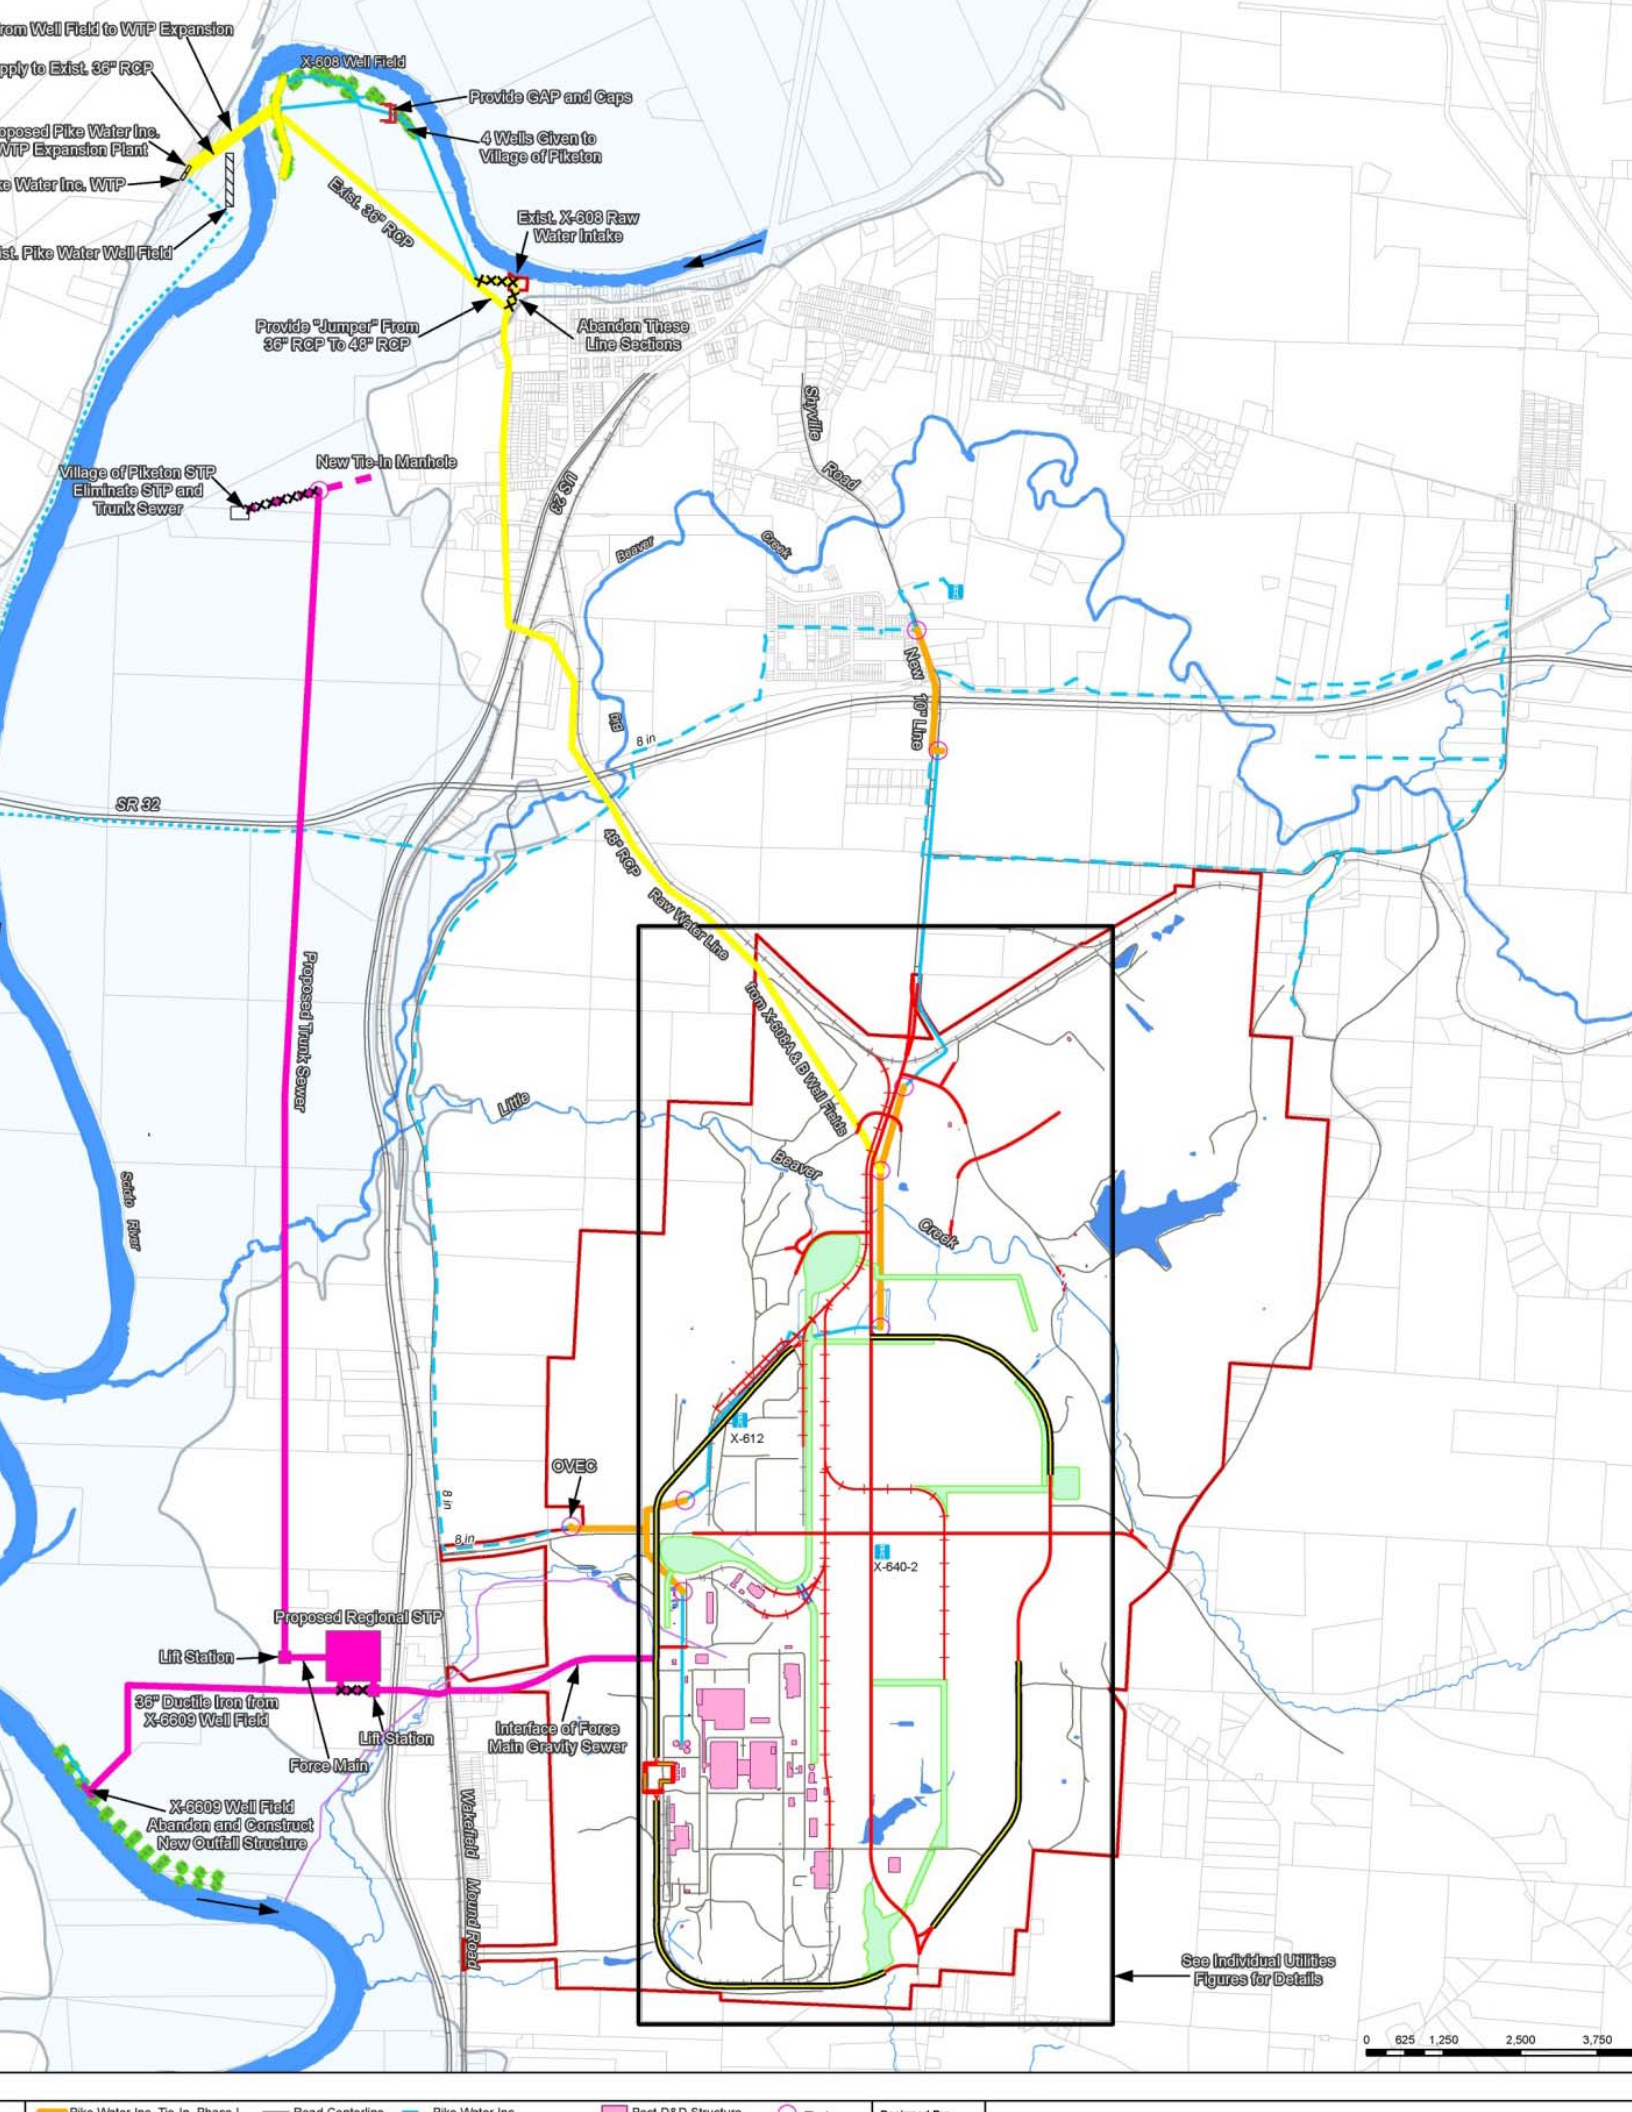 from Well Field to WTP Expansion
X-608 Well Field
pply to Exist. 36" RCP
Provide GAP and Caps
oposed Pike Water Inc.
WTP Expansion Plant
4 Wells Given to
Village of Piketon
ke Water Inc. WTP
Exist. 36" RCP
Exist. X-608 Raw
Water Intake
ist. Pike Water Well Field
Provide "Jumper" From
36" RCP To 48" RCP
Abandon These
Line Sections
Shyville
Road
New Tie-In Manhole
Village of Piketon STP
Eliminate STP and
Trunk Sewer
US 23
Beaver
Creek
New 10" Line
Big
8 in
SR 32
48" RCP
Raw Water Line
from X-608A & B Well Fields
Proposed Trunk Sewer
Little
Beaver
Creek
Scioto River
X-612
OVEC
8 in
8 in
X-640-2
Proposed Regional STP
Lift Station
36" Ductile Iron from
X-6609 Well Field
Lift Station
Interface of Force
Main Gravity Sewer
Force Main
X-6609 Well Field
Abandon and Construct
New Outfall Structure
Wakefield Mound Road
See Individual Utilities
Figures for Details
0 625 1,250 2,500 3,750